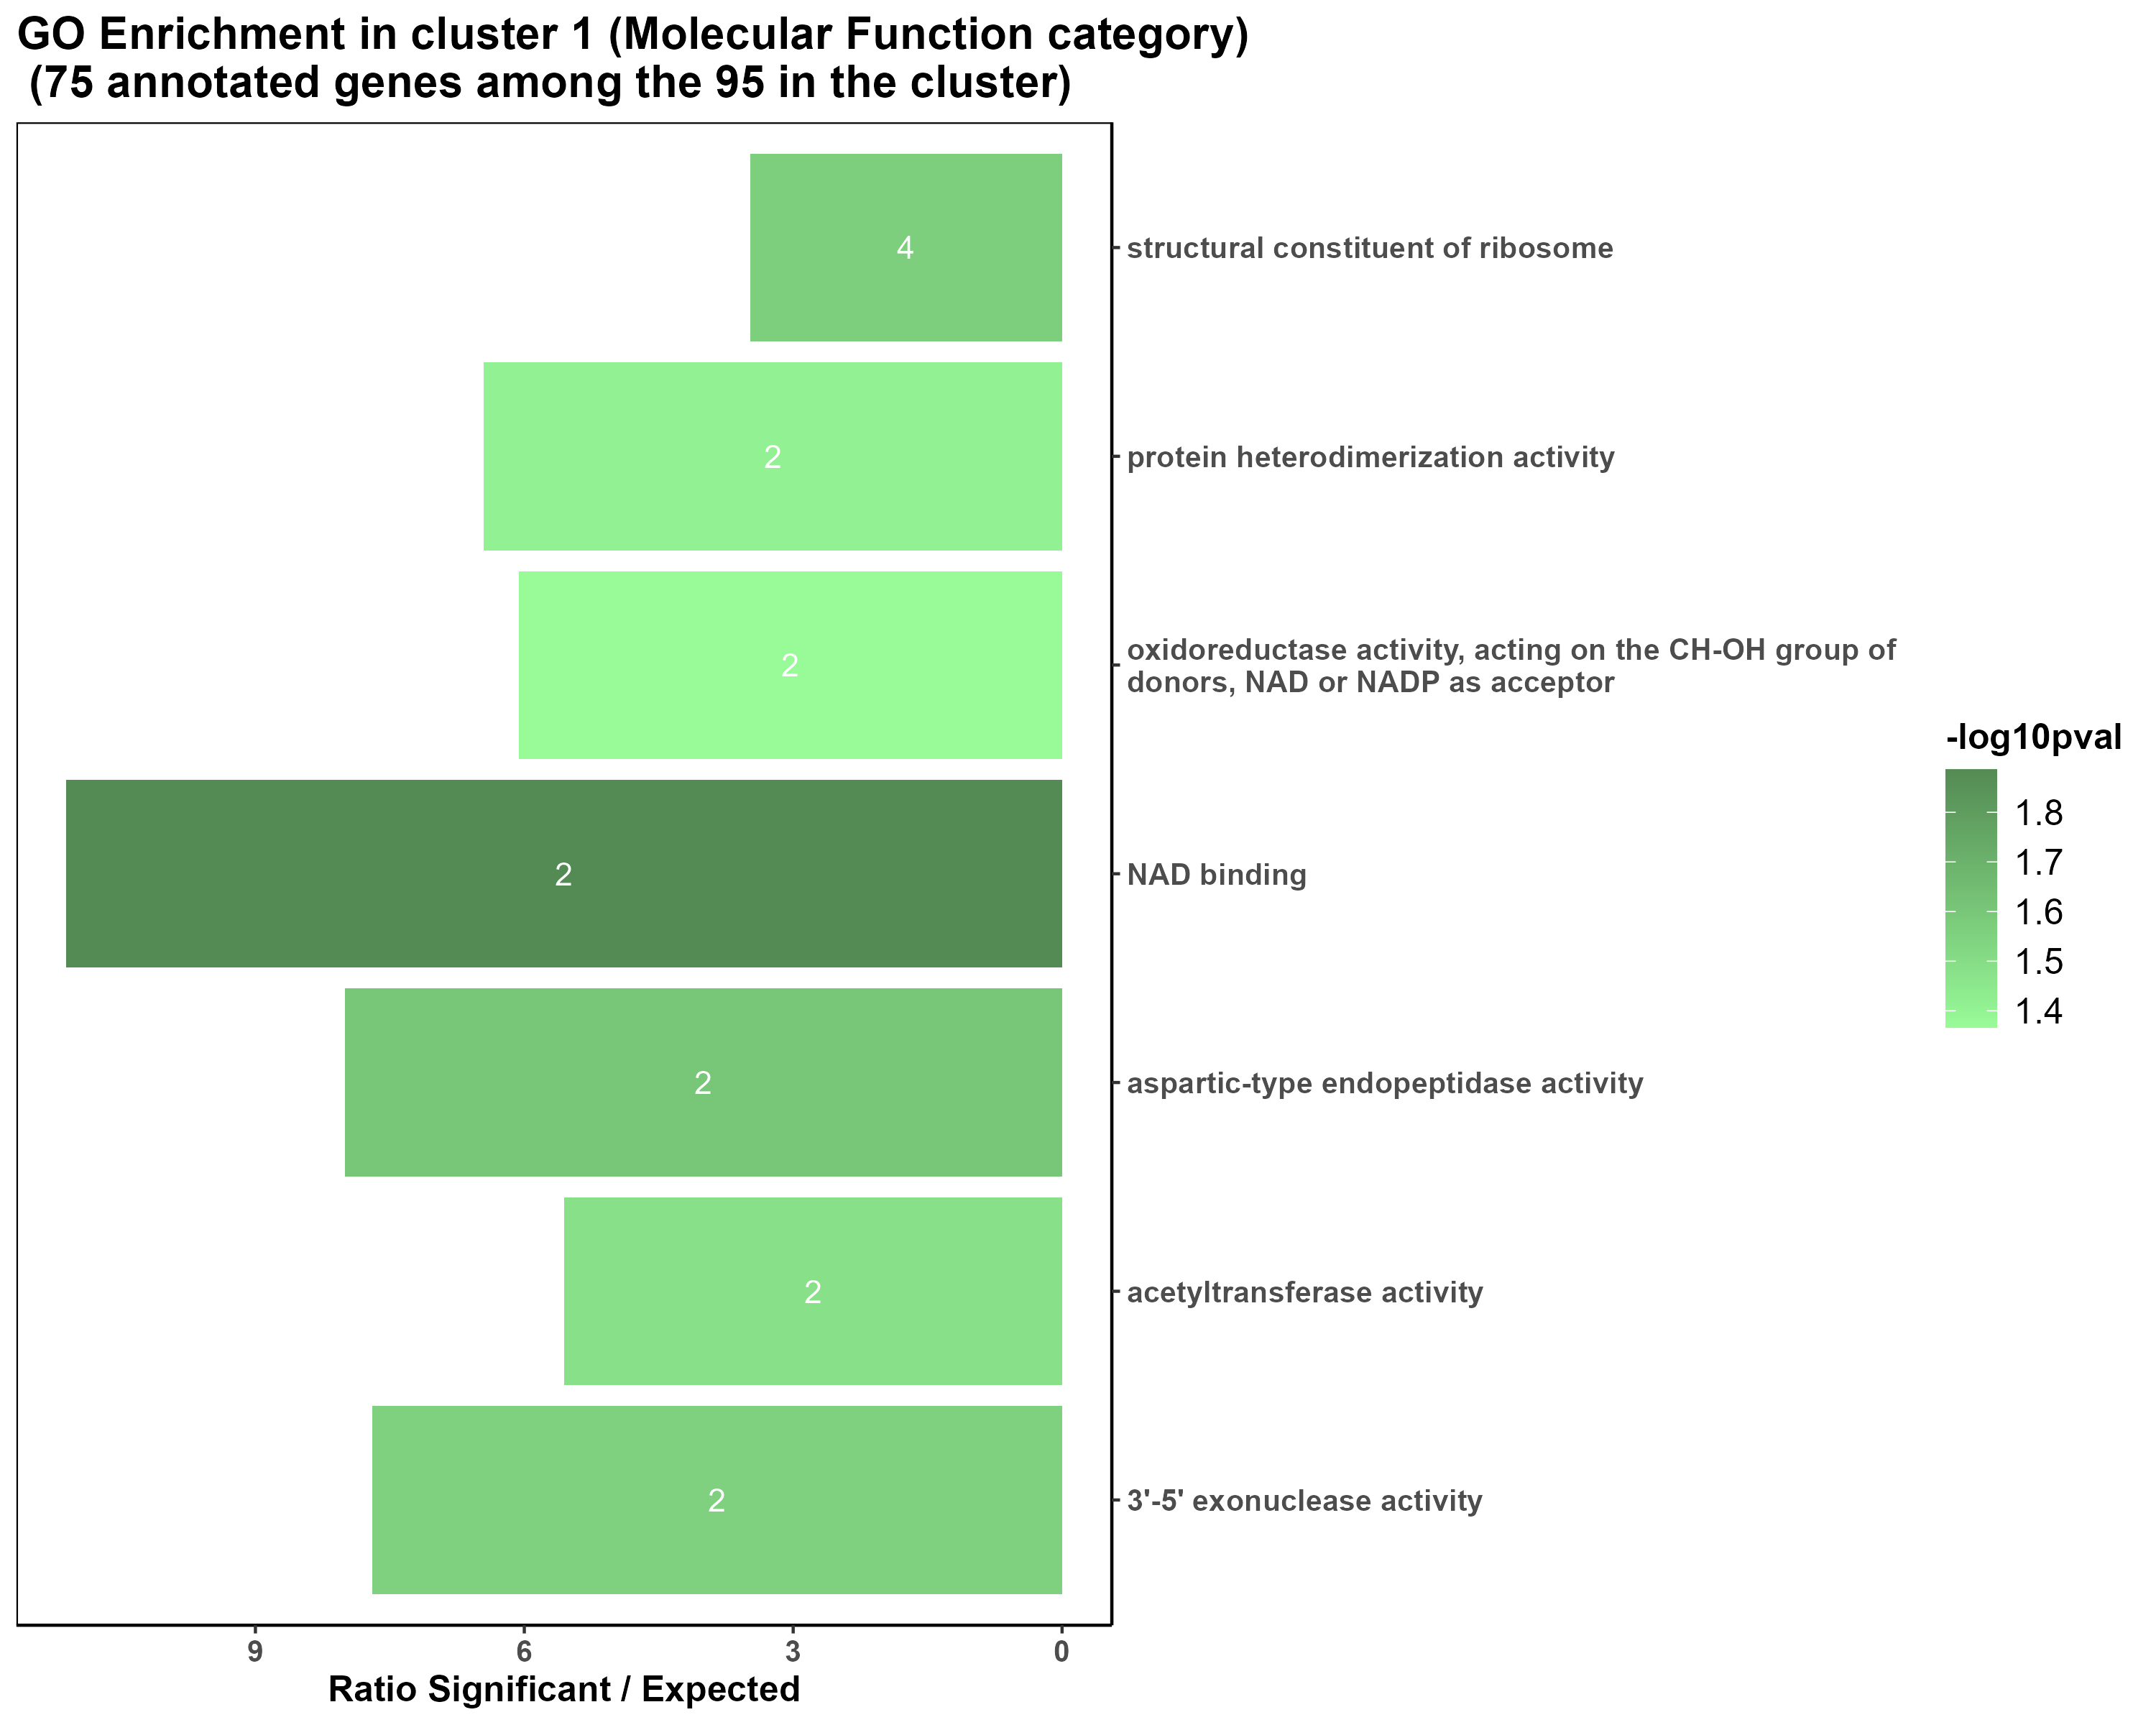 GO Enrichment in cluster 1 (Molecular Function category)
(75 annotated genes among the 95 in the cluster)
4
structural constituent of ribosome
2
protein heterodimerization activity
2
oxidoreductase activity, acting on the CH-OH group of
donors, NAD or NADP as acceptor
2
NAD binding
2
aspartic-type endopeptidase activity
2
acetyltransferase activity
2
3'-5' exonuclease activity
9 6 3 0
Ratio Significant / Expected
-log10pval
1.8
1.7
1.6
1.5
1.4